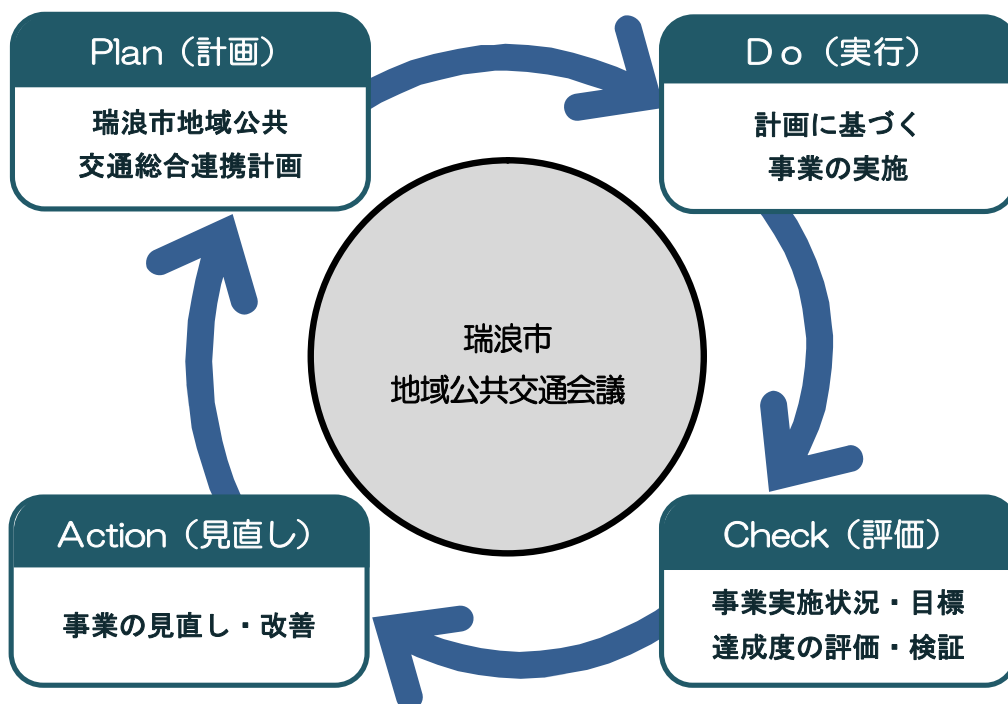 Plan（計画）
瑞浪市地域公共
交通総合連携計画
Ｄｏ（実行）
計画に基づく
事業の実施
瑞浪市
地域公共交通会議
Action（見直し）
事業の見直し・改善
Check（評価）
事業実施状況・目標
達成度の評価・検証